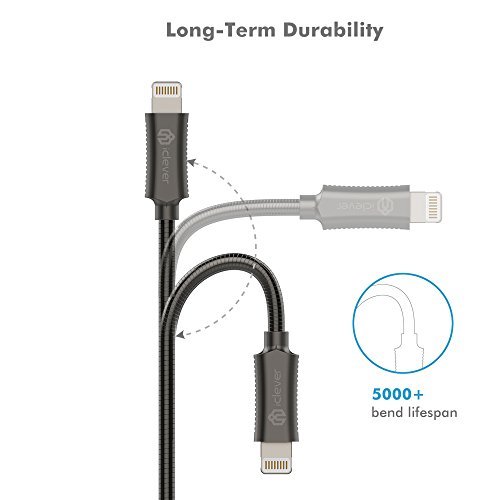 Long-Term Durability
iclever
iclever
iclever
5000+
bend lifespan